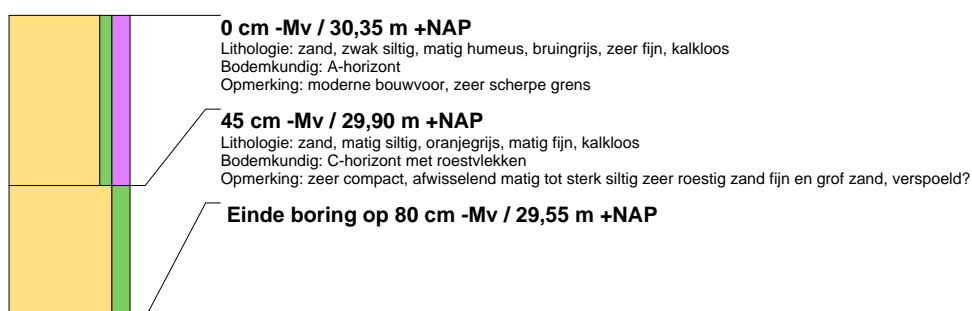 0 cm -Mv / 30,35 m +NAP
Lithologie: zand, zwak siltig, matig humeus, bruingrijs, zeer fijn, kalkloos
Bodemkundig: A-horizont
Opmerking: moderne bouwvoor, zeer scherpe grens
45 cm -Mv / 29,90 m +NAP
Lithologie: zand, matig siltig, oranjegrijs, matig fijn, kalkloos
Bodemkundig: C-horizont met roestvlekken
Opmerking: zeer compact, afwisselend matig tot sterk siltig zeer roestig zand fijn en grof zand, verspoeld?
Einde boring op 80 cm -Mv / 29,55 m +NAP